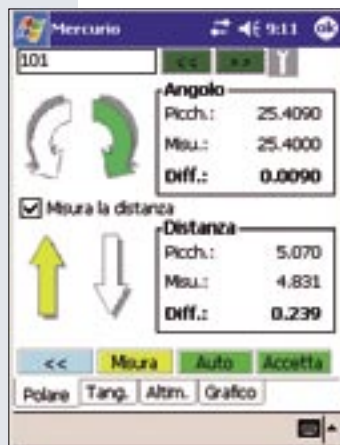 Mercurio 9:11 ok
101 << >>
Angolo
Picch.: 25.4090
Misu.: 25.4000
Diff.: 0.0090
Misura la distanza
Distanza
Picch.: 5.070
Misu.: 4.831
Diff.: 0.239
<< Misura Auto Accetta
Polare Tang. Altim. Grafico